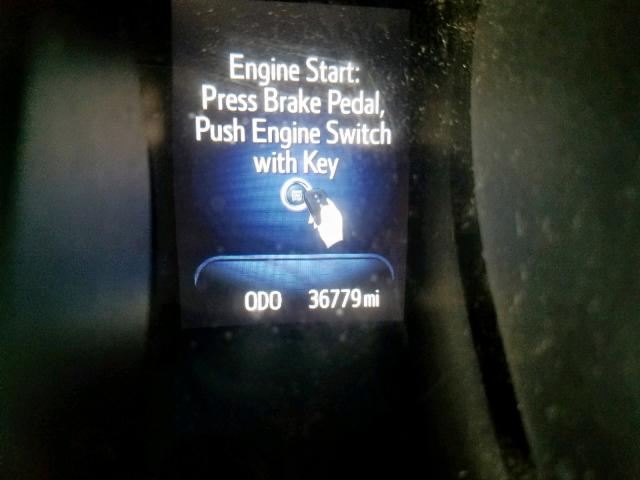 Engine Start:
Press Brake Pedal,
Push Engine Switch
with Key
ODO 36779 mi